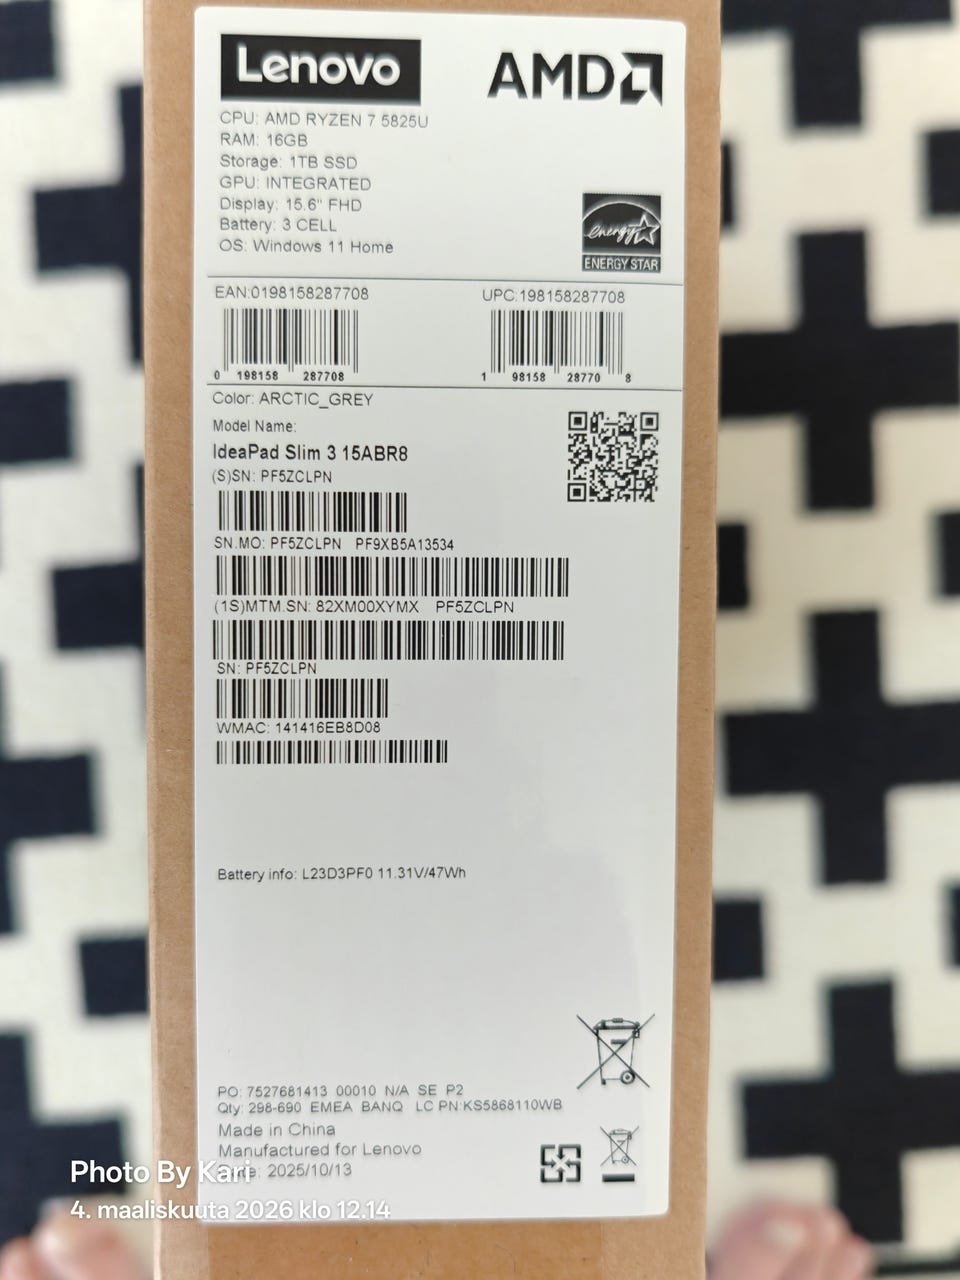 Lenovo
AMD
CPU: AMD RYZEN 7 5825U
RAM: 16GB
Storage: 1TB SSD
GPU: INTEGRATED
Display: 15.6" FHD
Battery: 3 CELL
OS: Windows 11 Home
energy
ENERGY STAR
EAN:0198158287708
UPC:198158287708
0 198158 287708
1 98158 28770 8
Color: ARCTIC_GREY
Model Name:
IdeaPad Slim 3 15ABR8
(S)SN: PF5ZCLPN
SN.MO: PF5ZCLPN PF9XB5A13534
(1S)MTM.SN: 82XM00XYMX PF5ZCLPN
SN: PF5ZCLPN
WMAC: 141416EB8D08
Battery info: L23D3PF0 11.31V/47Wh
PO: 7527681413 00010 N/A SE P2
Qty: 298-690 EMEA BANQ LC PN:KS5868110WB
Made in China
Manufactured for Lenovo
2025/10/13
Photo By Kari
4. maaliskuuta 2026 klo 12.14